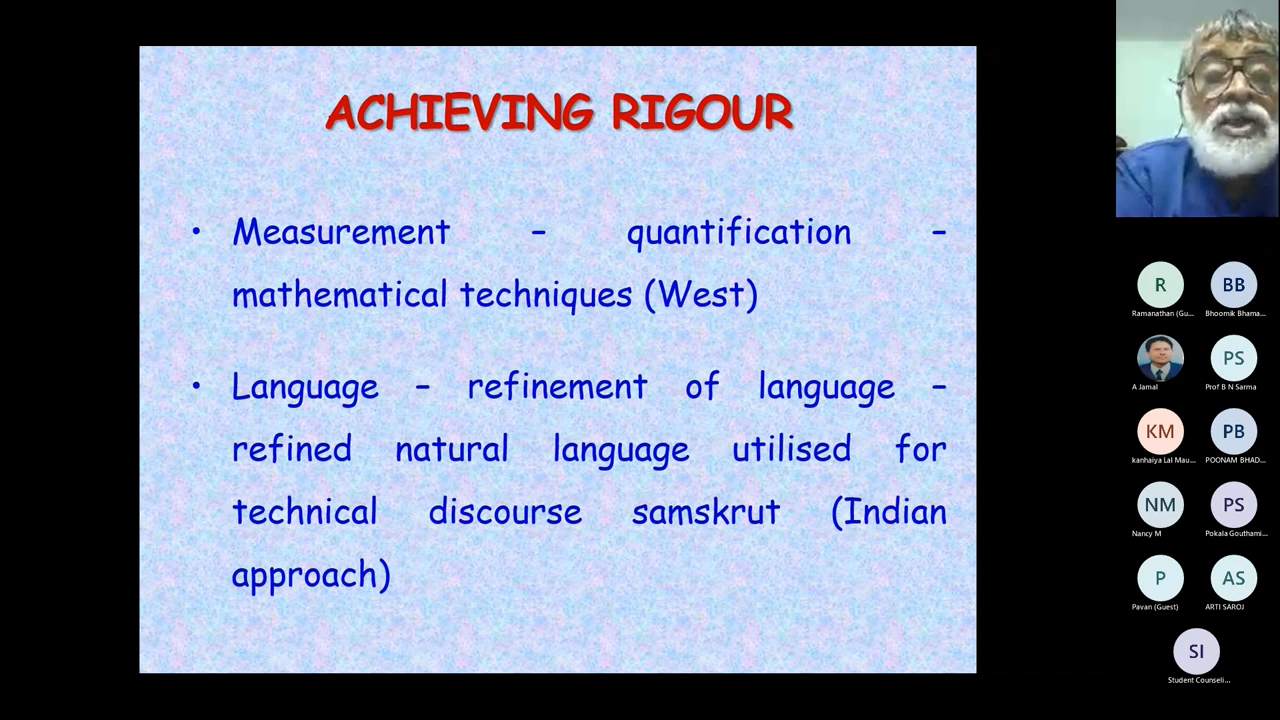 ACHIEVING RIGOUR
• Measurement – quantification –
mathematical techniques (West)
• Language – refinement of language –
refined natural language utilised for
technical discourse samskrut (Indian
approach)
R
BB
Ramanathan (Gu...
Bhoomik Bhama...
PS
A Jamal
Prof B N Sarma
KM
PB
kanhaiya Lal Mau...
POONAM BHAD...
NM
PS
Nancy M
Pokala Gouthami...
P
AS
Pavan (Guest)
ARTI SAROJ
SI
Student Counseli...